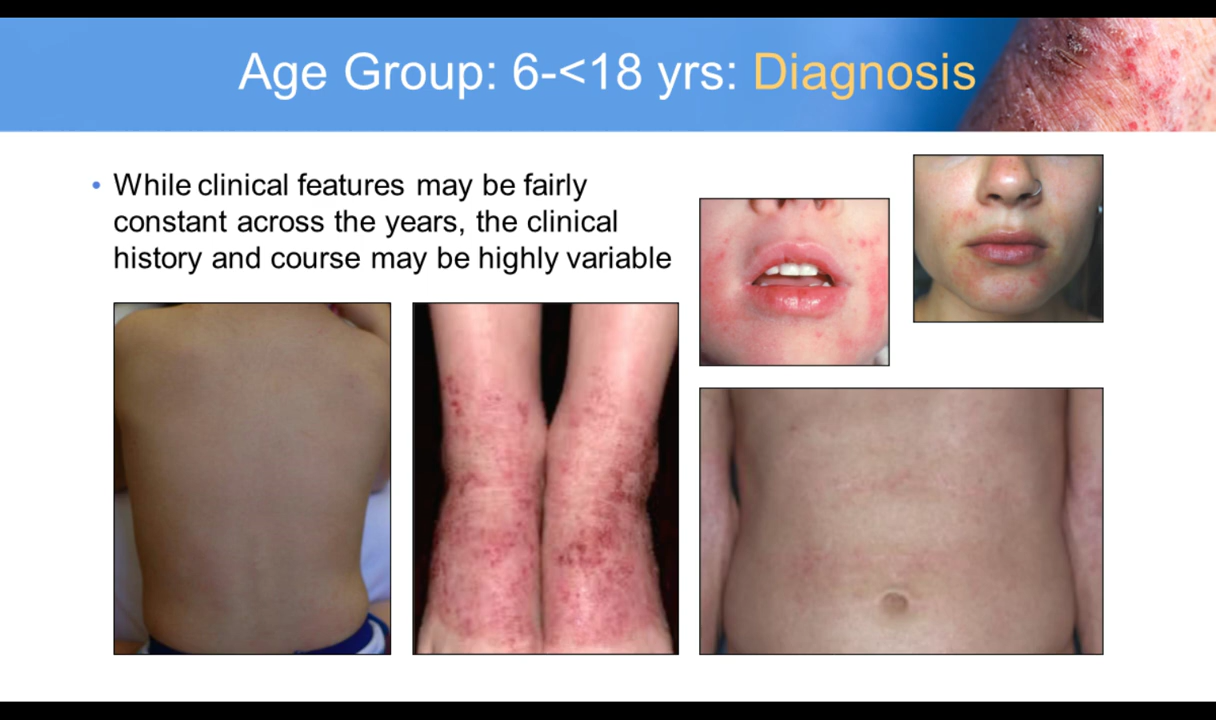 Age Group: 6-<18 yrs: Diagnosis
• While clinical features may be fairly
constant across the years, the clinical
history and course may be highly variable